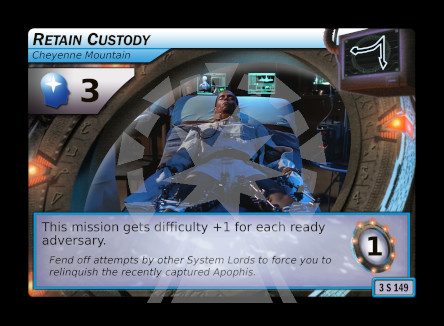 RETAIN CUSTODY
Cheyenne Mountain
3
This mission gets difficulty +1 for each ready
adversary.
Fend off attempts by other System Lords to force you to
relinquish the recently captured Apophis.
1
3 S 149